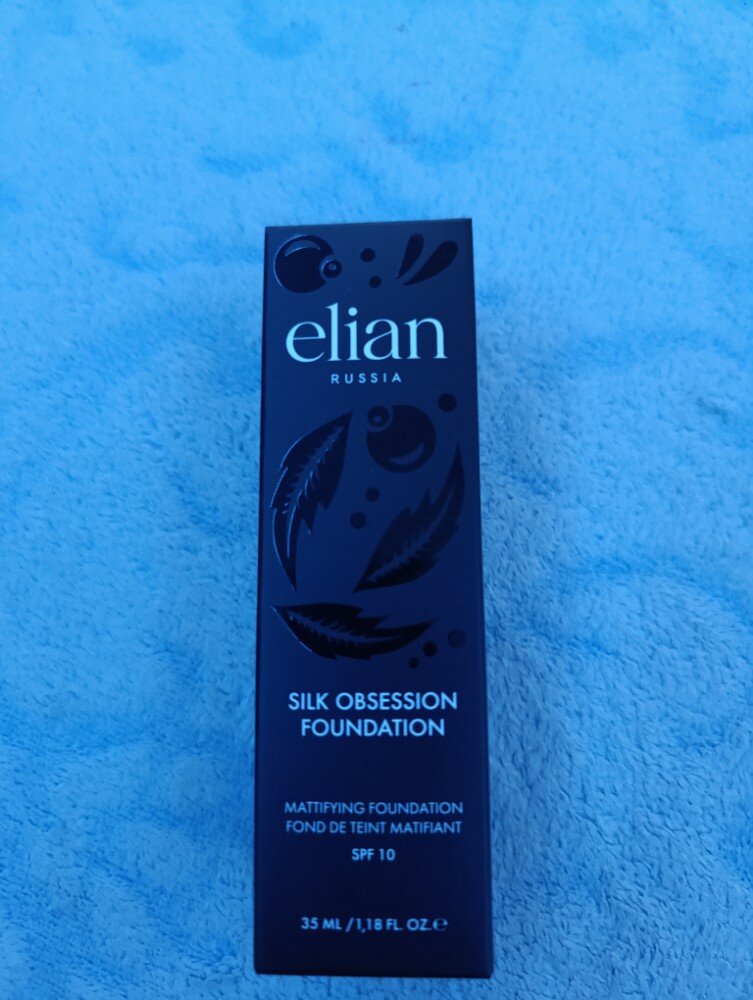 elian
RUSSIA
SILK OBSESSION
FOUNDATION
MATTIFYING FOUNDATION
FOND DE TEINT MATIFIANT
SPF 10
35 ML /1,18 FL. OZ.℮